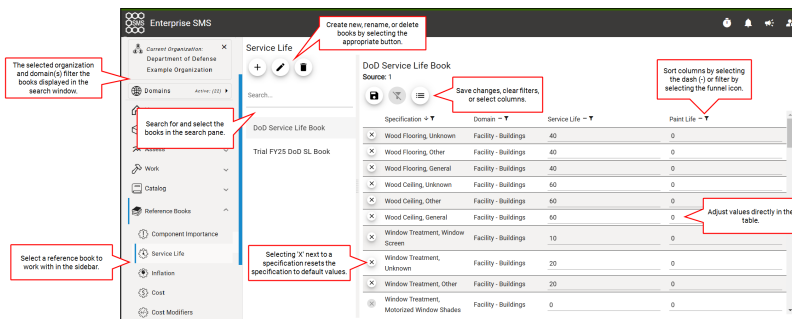 QSMS
SMS
Enterprise SMS
Current Organization:
Department of Defense
Example Organization
Domains
Active: (22)
Work
Catalog
Reference Books
Component Importance
Service Life
Inflation
Cost
Cost Modifiers
The selected organization
and domain(s) filter the
books displayed in the
search window.
Search for and select the
books in the search pane.
Select a reference book to
work with in the sidebar.
Service Life
Create new, rename, or delete
books by selecting the
appropriate button.
Search...
DoD Service Life Book
Trial FY25 DoD SL Book
Selecting 'X' next to a
specification resets the
specification to default values.
DoD Service Life Book
Source: 1
Save changes, clear filters,
or select columns.
Sort columns by selecting
the dash (-) or filter by
selecting the funnel icon.
Specification Domain Service Life Paint Life
Wood Flooring, Unknown Facility - Buildings 40 0
Wood Flooring, Other Facility - Buildings 40 0
Wood Flooring, General Facility - Buildings 40 0
Wood Ceiling, Unknown Facility - Buildings 60 0
Wood Ceiling, Other Facility - Buildings 60 0
Wood Ceiling, General Facility - Buildings 60 0
Adjust values directly in the
table.
Window Treatment, Window
Screen Facility - Buildings 10 0
Window Treatment,
Unknown Facility - Buildings 20 0
Window Treatment, Other Facility - Buildings 20 0
Window Treatment,
Motorized Window Shades Facility - Buildings 0 0